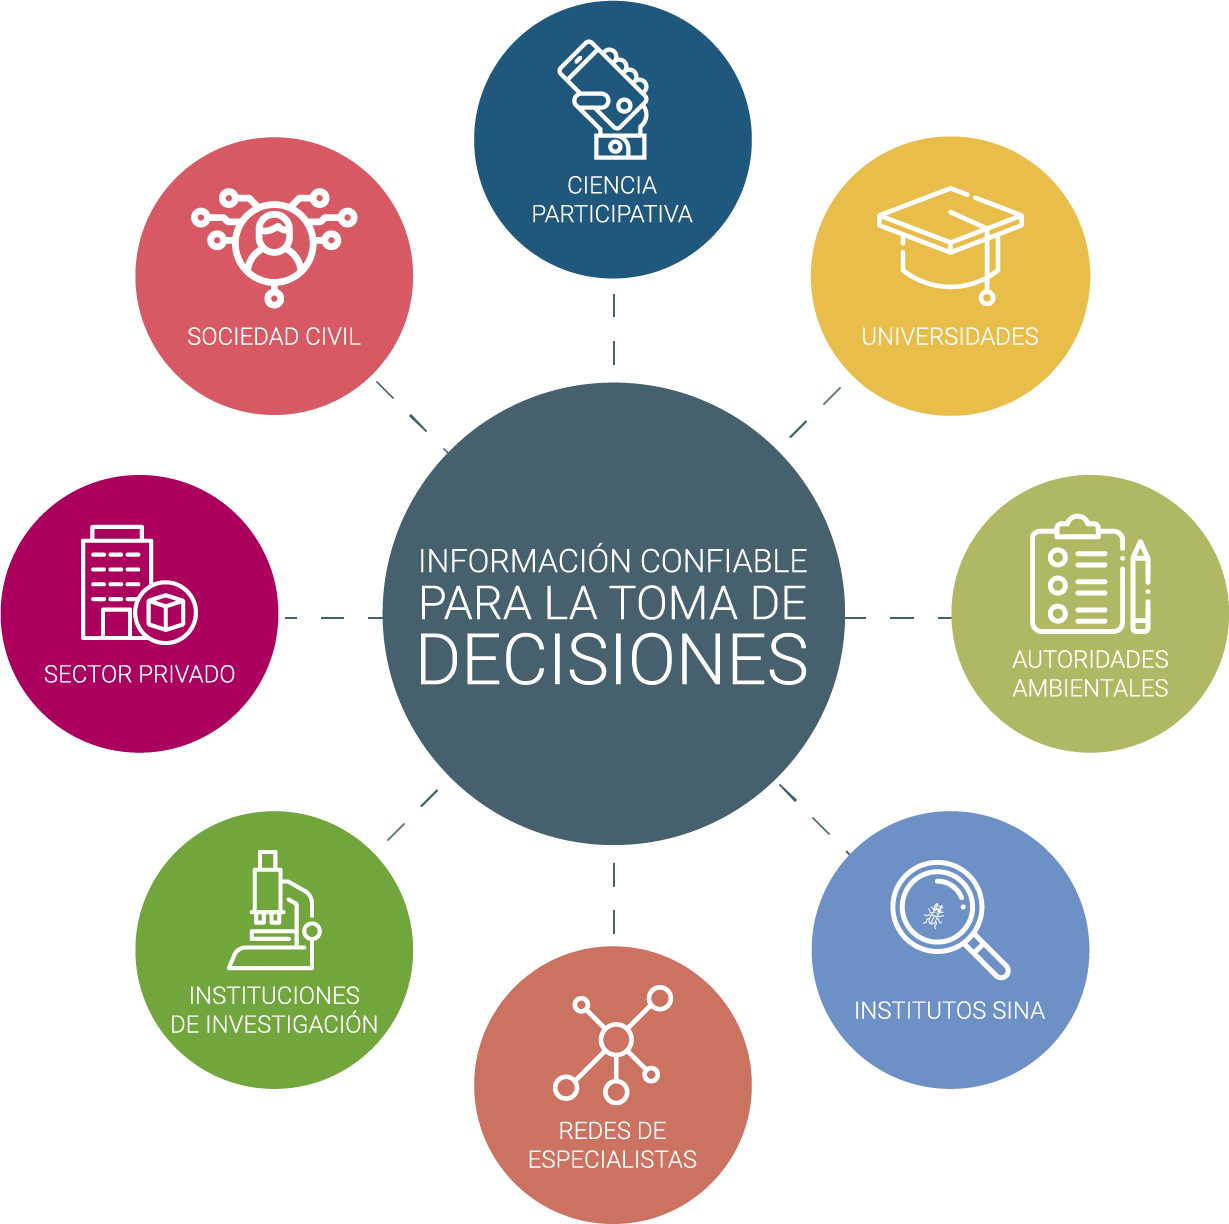 CIENCIA
PARTICIPATIVA
SOCIEDAD CIVIL
UNIVERSIDADES
INFORMACIÓN CONFIABLE
PARA LA TOMA DE
DECISIONES
SECTOR PRIVADO
AUTORIDADES
AMBIENTALES
INSTITUCIONES
DE INVESTIGACIÓN
INSTITUTOS SINA
REDES DE
ESPECIALISTAS